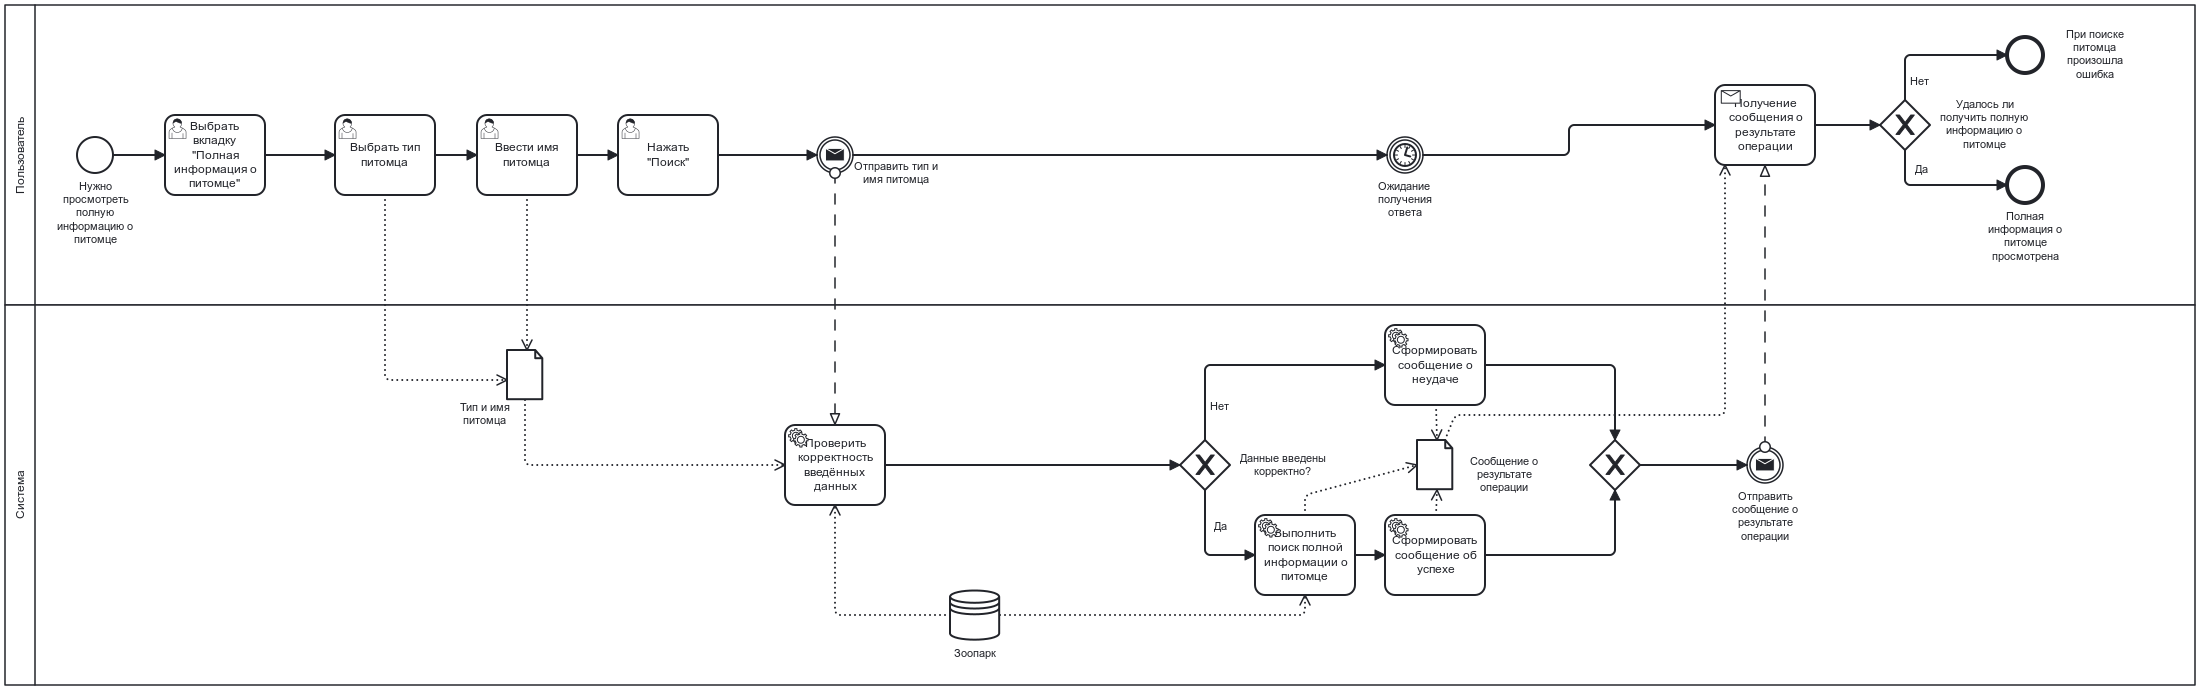 Пользователь
Нужно
просмотреть
полную
информацию о
питомце
Выбрать
вкладку
"Полная
информация о
питомце"
Выбрать тип
питомца
Ввести имя
питомца
Нажать
"Поиск"
Отправить тип и
имя питомца
Ожидание
получения
ответа
Получение
сообщения о
результате
операции
Нет
Удалось ли
получить полную
информацию о
питомце
Да
При поиске
питомца
произошла
ошибка
Полная
информация о
питомце
просмотрена
Система
Тип и имя
питомца
Проверить
корректность
введённых
данных
Зоопарк
Нет
Данные введены
корректно?
Да
Сформировать
сообщение о
неудаче
Сообщение о
результате
операции
Выполнить
поиск полной
информации о
питомце
Сформировать
сообщение об
успехе
Отправить
сообщение о
результате
операции